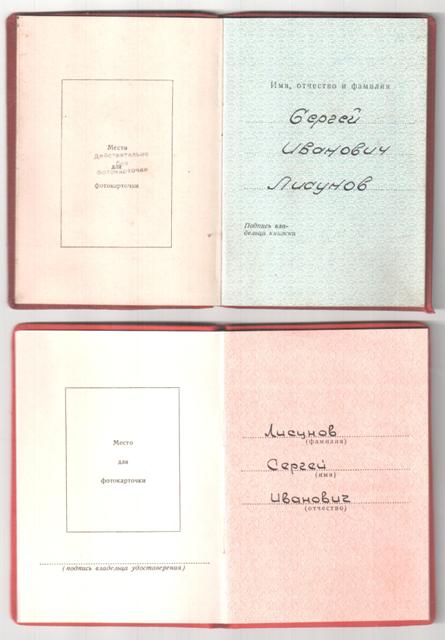 Место
Действительно
для
без
фотокарточки
фотокарточки
Имя, отчество и фамилия
Сергей
Иванович
Лисунов
Подпись вла-
дельца книжки
Место
для
фотокарточки
(подпись владельца удостоверения)
Лисунов
(фамилия)
Сергей
(имя)
Иванович
(отчество)